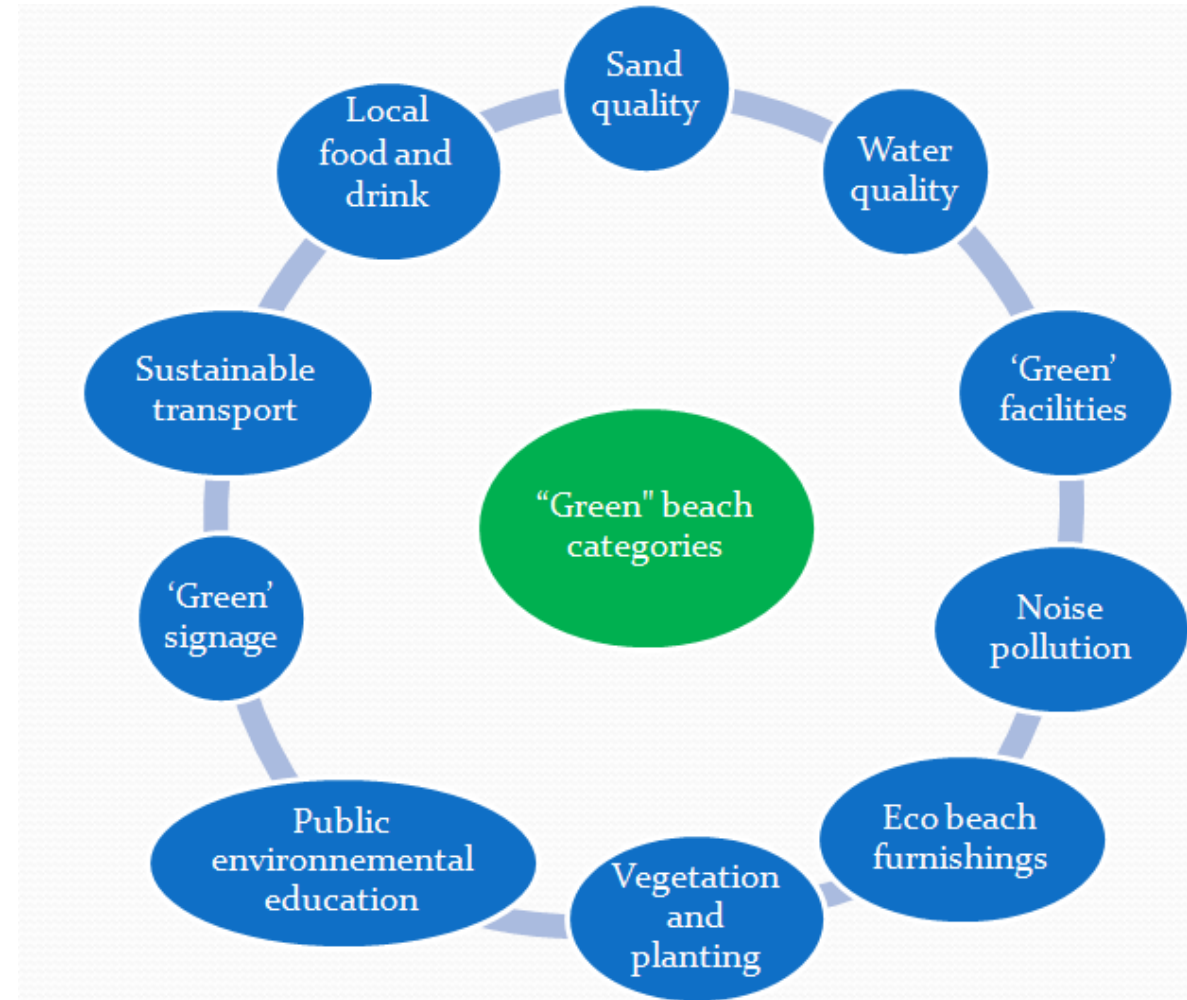 Sand
quality
Water
quality
‘Green’
facilities
Noise
pollution
Eco beach
furnishings
Vegetation
and
planting
Public
environnemental
education
‘Green’
signage
Sustainable
transport
Local
food and
drink
“Green" beach
categories